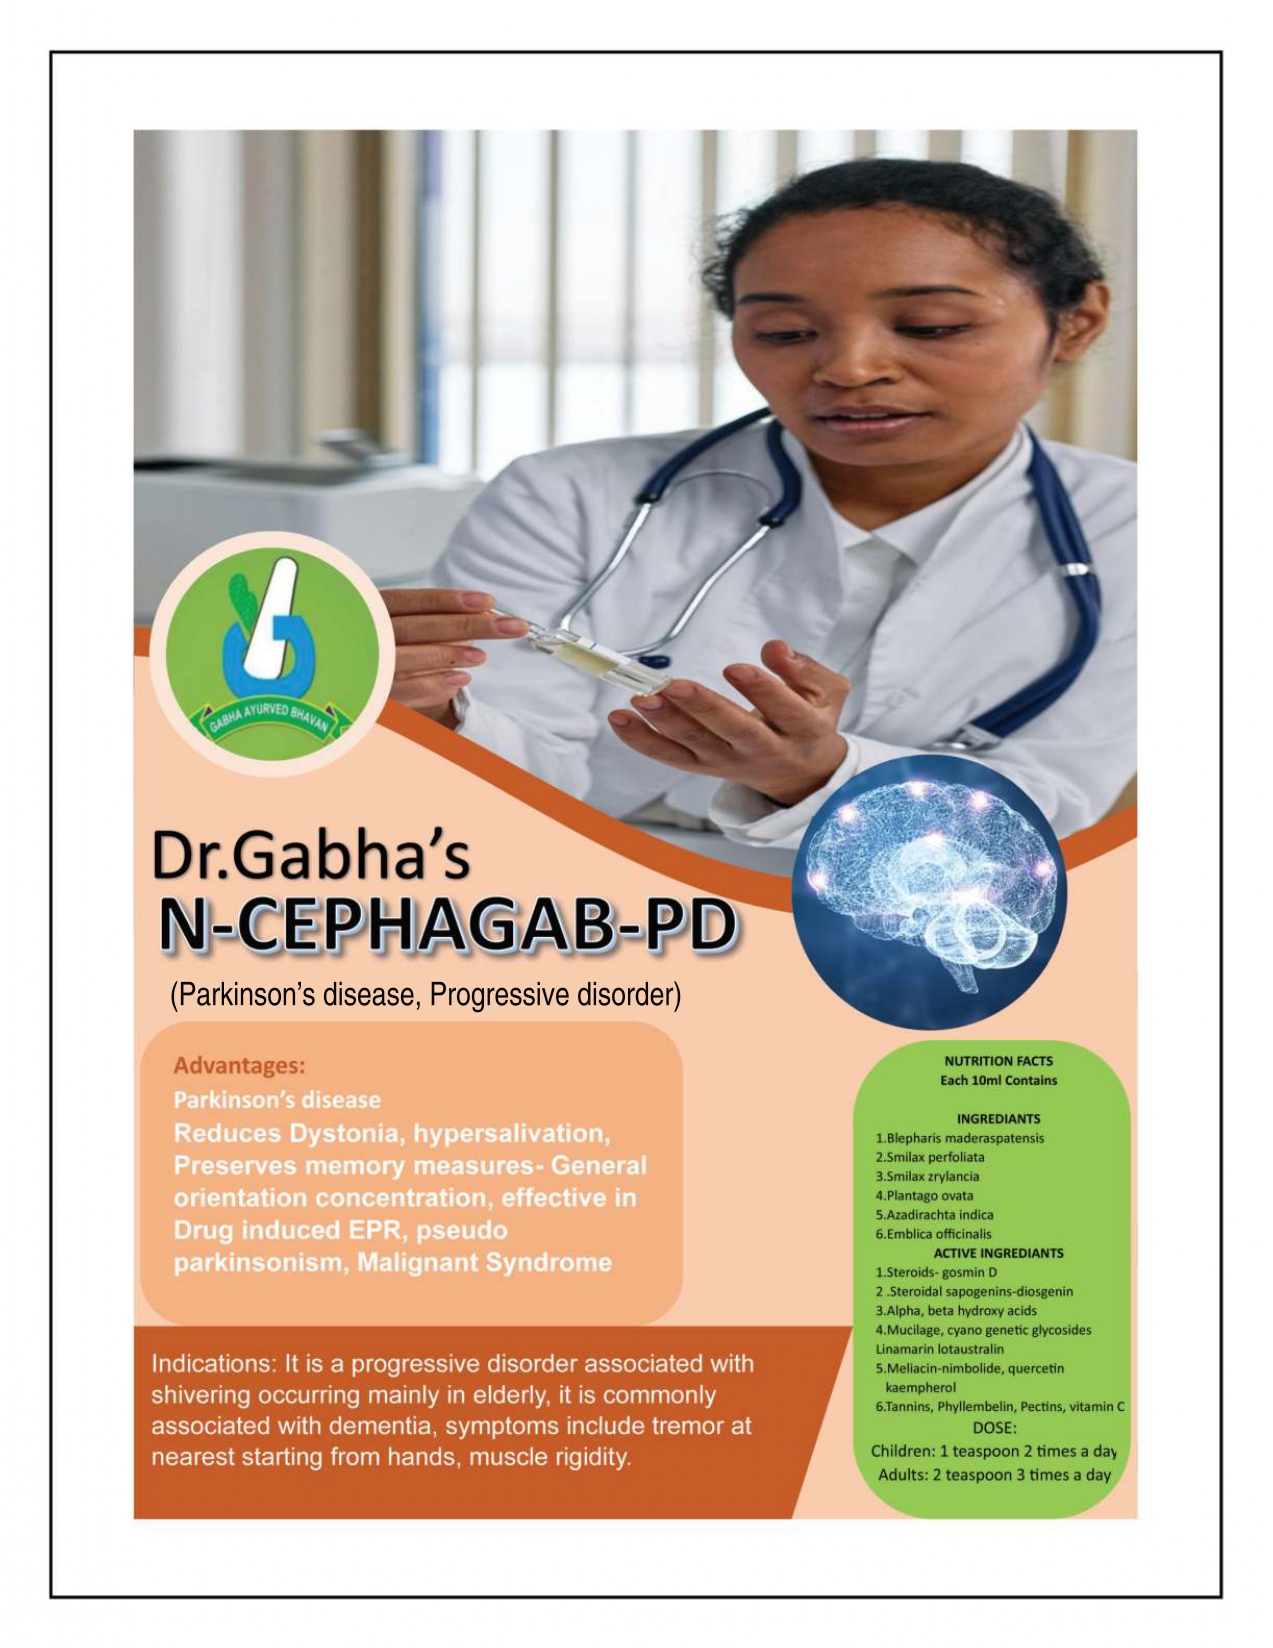 GABHA AYURVED BHAVAN
Dr.Gabha's
N-CEPHAGAB-PD
(Parkinson's disease, Progressive disorder)
Advantages:
Parkinson's disease
Reduces Dystonia, hypersalivation,
Preserves memory measures- General
orientation concentration, effective in
Drug induced EPR, pseudo
parkinsonism, Malignant Syndrome
Indications: It is a progressive disorder associated with
shivering occurring mainly in elderly, it is commonly
associated with dementia, symptoms include tremor at
nearest starting from hands, muscle rigidity.
NUTRITION FACTS
Each 10ml Contains
INGREDIANTS
1.Blepharis maderaspatensis
2.Smilax perfoliata
3.Smilax zrylancia
4.Plantago ovata
5.Azadirachta indica
6.Emblica officinalis
ACTIVE INGREDIANTS
1.Steroids- gosmin D
2 .Steroidal sapogenins-diosgenin
3.Alpha, beta hydroxy acids
4.Mucilage, cyano genetic glycosides
Linamarin lotaustralin
5.Meliacin-nimbolide, quercetin
kaempherol
6.Tannins, Phyllembelin, Pectins, vitamin C
DOSE:
Children: 1 teaspoon 2 times a day
Adults: 2 teaspoon 3 times a day